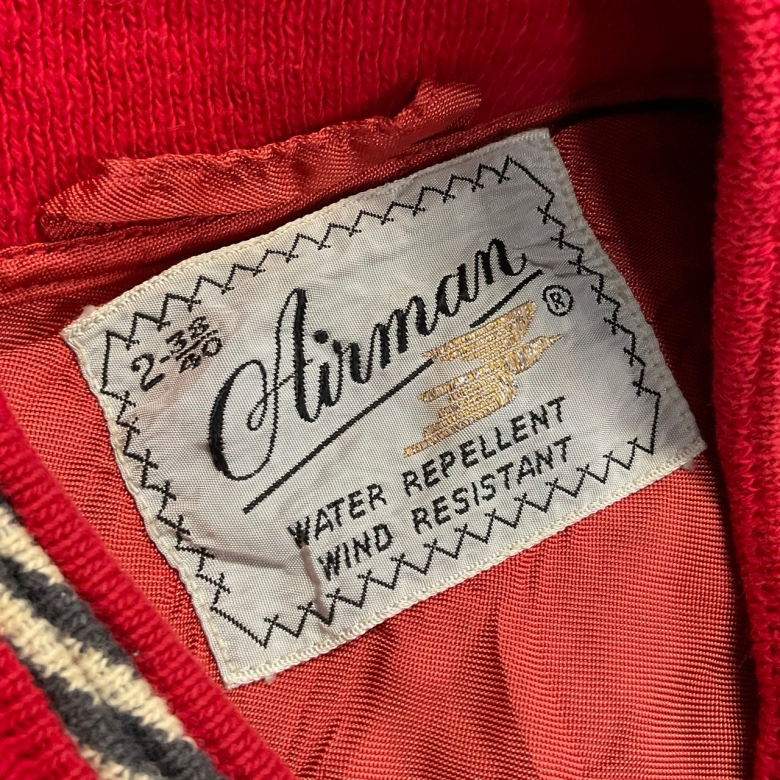 2-38/40
Airman ®
WATER REPELLENT
WIND RESISTANT